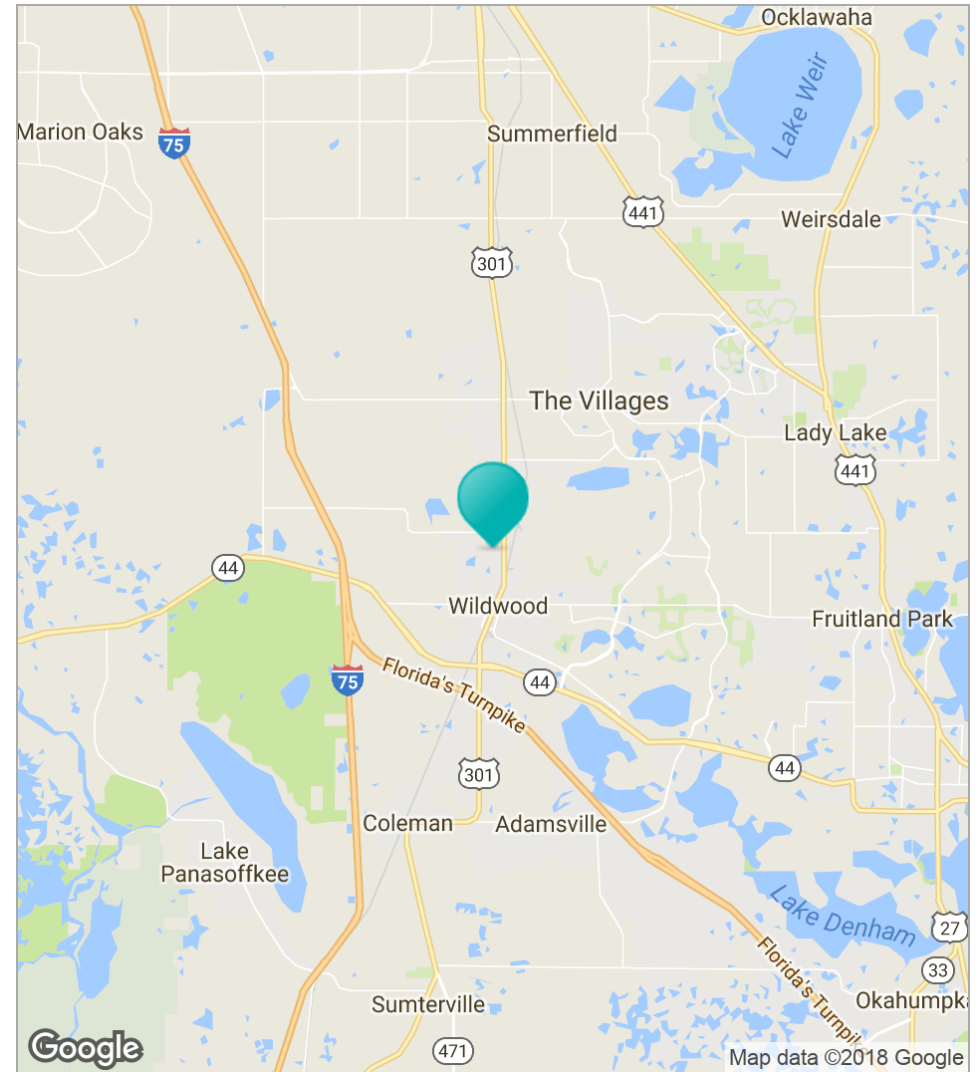 Ocklawaha
Lake Weir
Marion Oaks
75
Summerfield
441
Weirsdale
301
The Villages
Lady Lake
441
44
Wildwood
Fruitland Park
75
Florida's Turnpike
44
301
44
Coleman
Adamsville
Lake
Panasoffkee
Lake Denham
27
33
Florida's Turnpik
Okahumpka
Sumterville
471
Google
Map data ©2018 Google